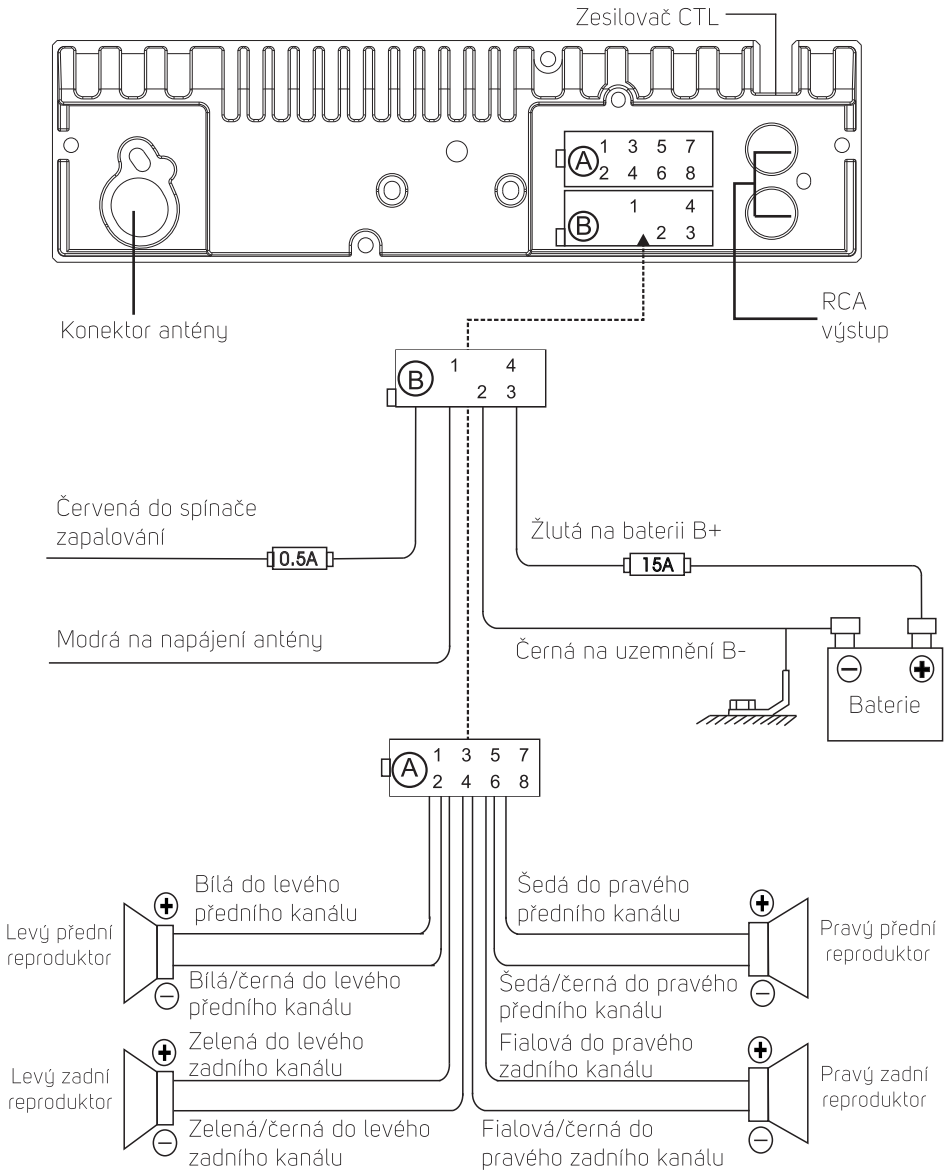 Zesilovač CTL
A 1 3 5 7
2 4 6 8
B 1 4
2 3
Konektor antény
RCA
výstup
B 1 4
2 3
Červená do spínače
zapalování
0.5A
Žlutá na baterii B+
15A
Modrá na napájení antény
Černá na uzemnění B-
Baterie
A 1 3 5 7
2 4 6 8
Bílá do levého
předního kanálu
Levý přední
reproduktor
Bílá/černá do levého
předního kanálu
Šedá do pravého
předního kanálu
Pravý přední
reproduktor
Šedá/černá do pravého
předního kanálu
Zelená do levého
zadního kanálu
Levý zadní
reproduktor
Zelená/černá do levého
zadního kanálu
Fialová do pravého
zadního kanálu
Pravý zadní
reproduktor
Fialová/černá do
pravého zadního kanálu